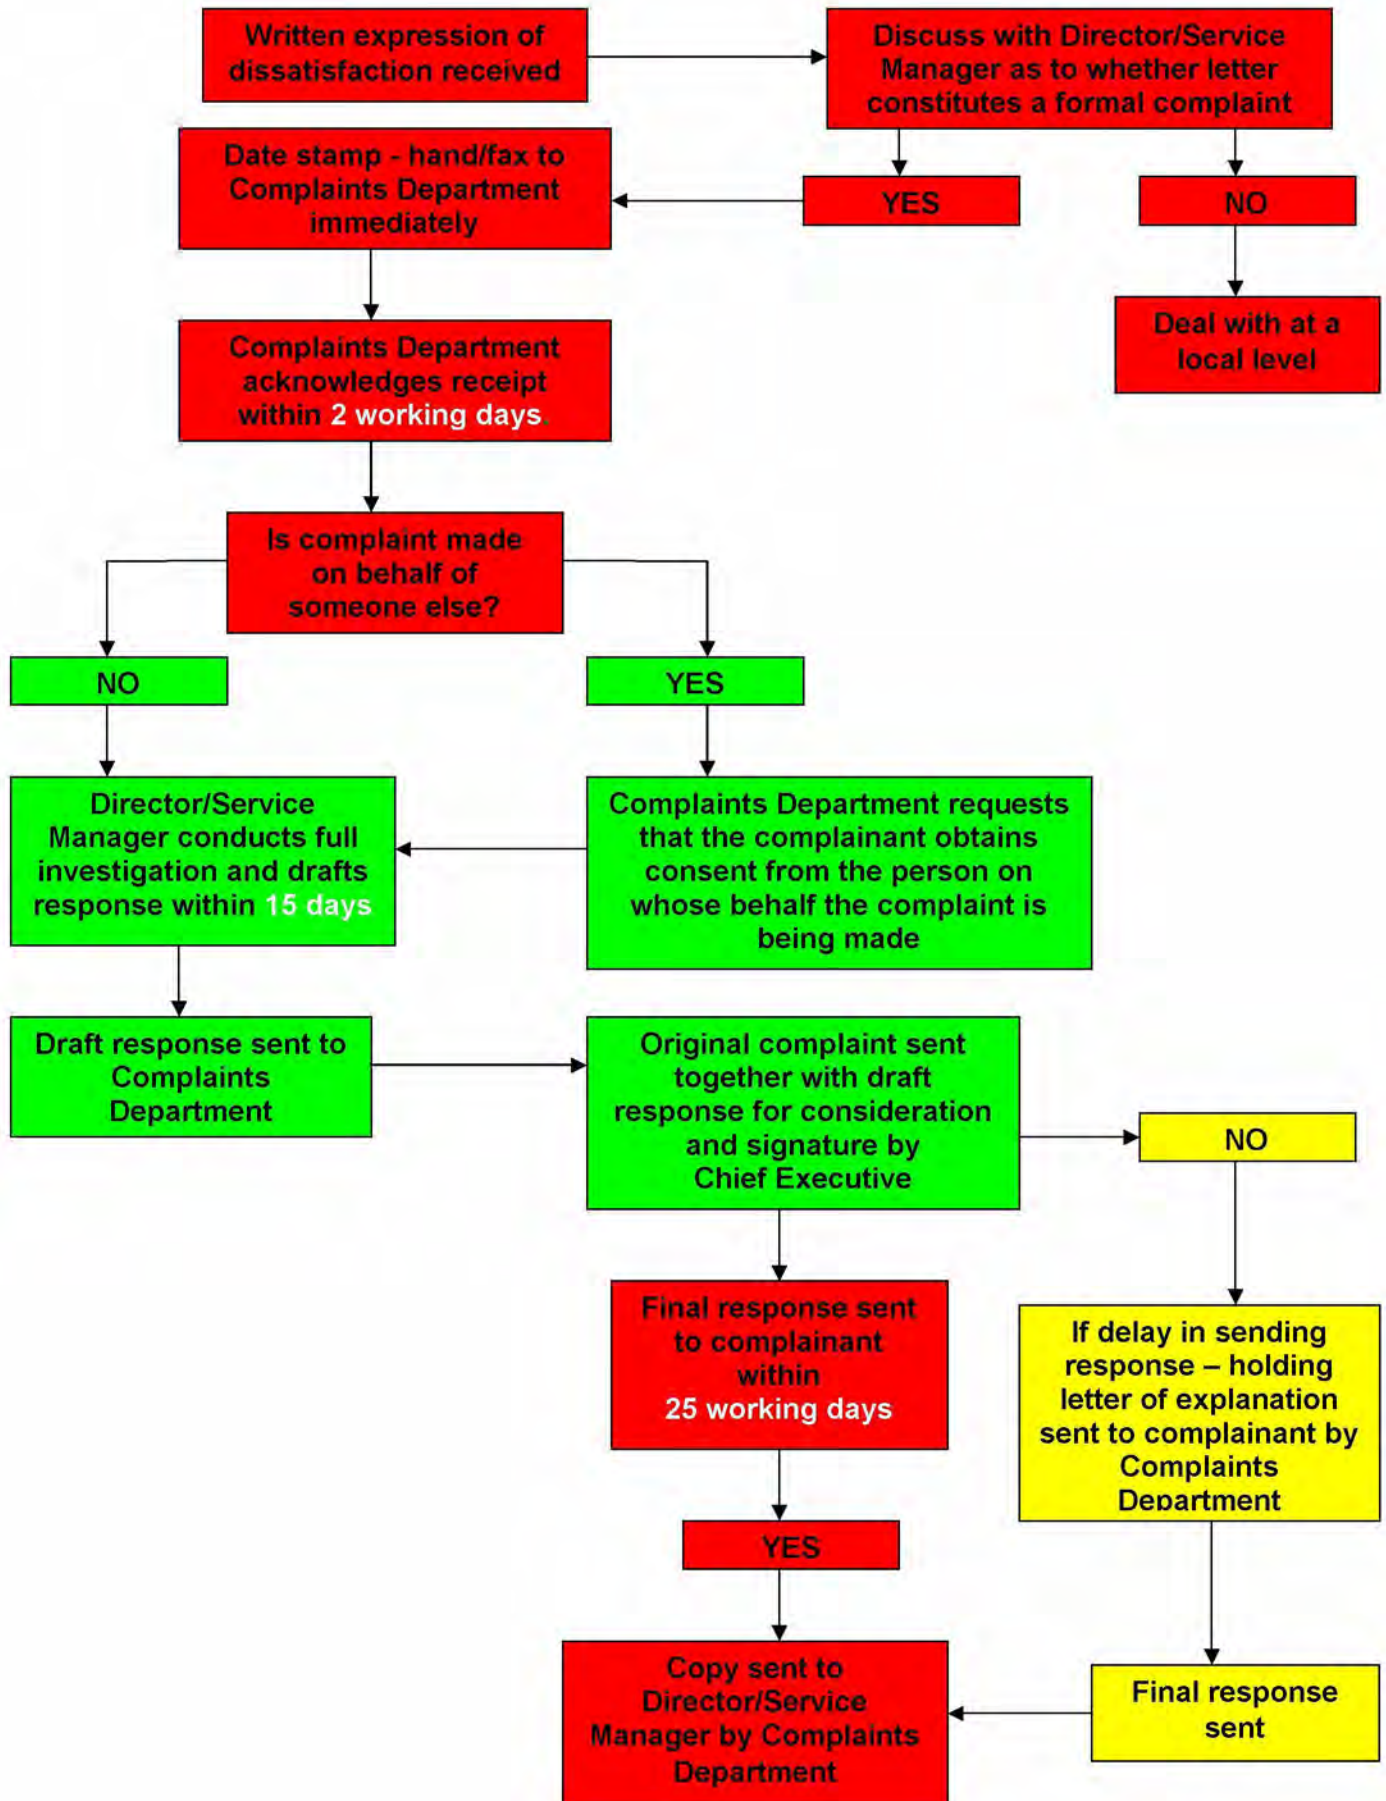 Written expression of
dissatisfaction received
Discuss with Director/Service
Manager as to whether letter
constitutes a formal complaint
Date stamp - hand/fax to
Complaints Department
immediately
YES
NO
Deal with at a
local level
Complaints Department
acknowledges receipt
within 2 working days.
Is complaint made
on behalf of
someone else?
NO
YES
Director/Service
Manager conducts full
investigation and drafts
response within 15 days
Complaints Department requests
that the complainant obtains
consent from the person on
whose behalf the complaint is
being made
Draft response sent to
Complaints
Department
Original complaint sent
together with draft
response for consideration
and signature by
Chief Executive
NO
Final response sent
to complainant
within
25 working days
If delay in sending
response – holding
letter of explanation
sent to complainant by
Complaints
Department
YES
Copy sent to
Director/Service
Manager by Complaints
Department
Final response
sent